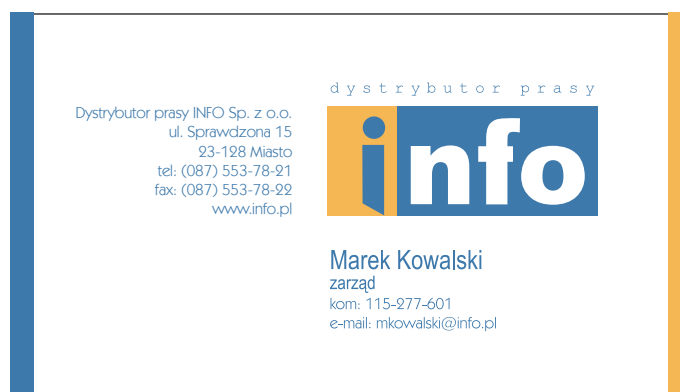 dystrybutor prasy
info
Dystrybutor prasy INFO Sp. z o.o.
ul. Sprawdzona 15
23-128 Miasto
tel: (087) 553-78-21
fax: (087) 553-78-22
www.info.pl
Marek Kowalski
zarząd
kom: 115-277-601
e-mail: mkowalski@info.pl